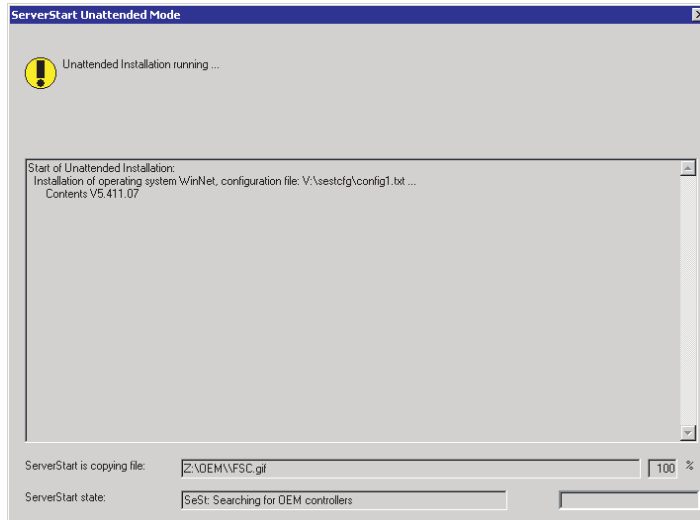 ServerStart Unattended Mode
Unattended Installation running ...
Start of Unattended Installation:
Installation of operating system WinNet, configuration file: V:\sestcfg\config1.txt ...
Contents V5.411.07
ServerStart is copying file: Z:\OEM\\FSC.gif 100 %
ServerStart state: SeSt: Searching for OEM controllers